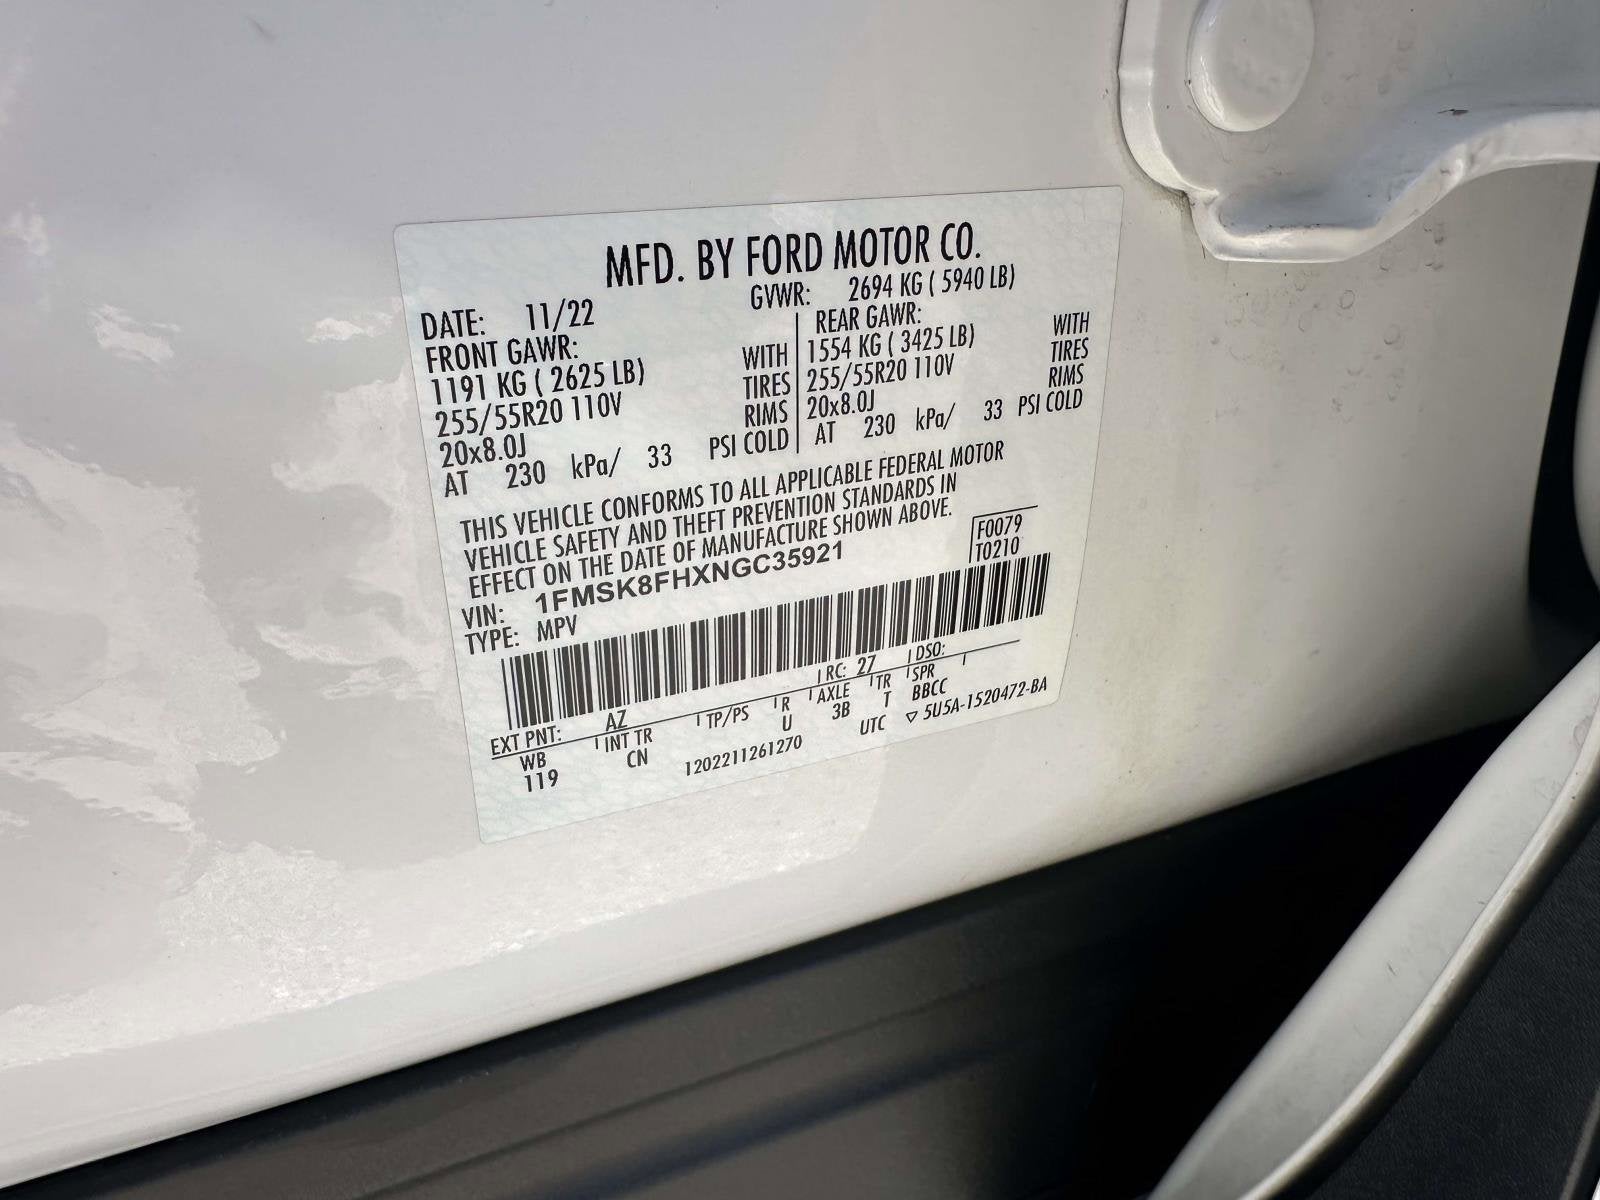 MFD. BY FORD MOTOR CO.
DATE: 11/22 GVWR: 2694 KG ( 5940 LB)
FRONT GAWR: REAR GAWR:
1191 KG ( 2625 LB) WITH 1554 KG ( 3425 LB) WITH
255/55R20 110V TIRES 255/55R20 110V TIRES
20x8.0J RIMS 20x8.0J RIMS
AT 230 kPa/ 33 PSI COLD AT 230 kPa/ 33 PSI COLD
THIS VEHICLE CONFORMS TO ALL APPLICABLE FEDERAL MOTOR
VEHICLE SAFETY AND THEFT PREVENTION STANDARDS IN
EFFECT ON THE DATE OF MANUFACTURE SHOWN ABOVE.
F0079
VIN: 1FMSK8FHXNGC35921 T0210
TYPE: MPV
EXT PNT: AZ RC: 27 DSO:
WB INT TR TP/PS R AXLE TR SPR
119 CN U 3B T BBCC
1202211261270 UTC ▽ 5U5A-1520472-BA